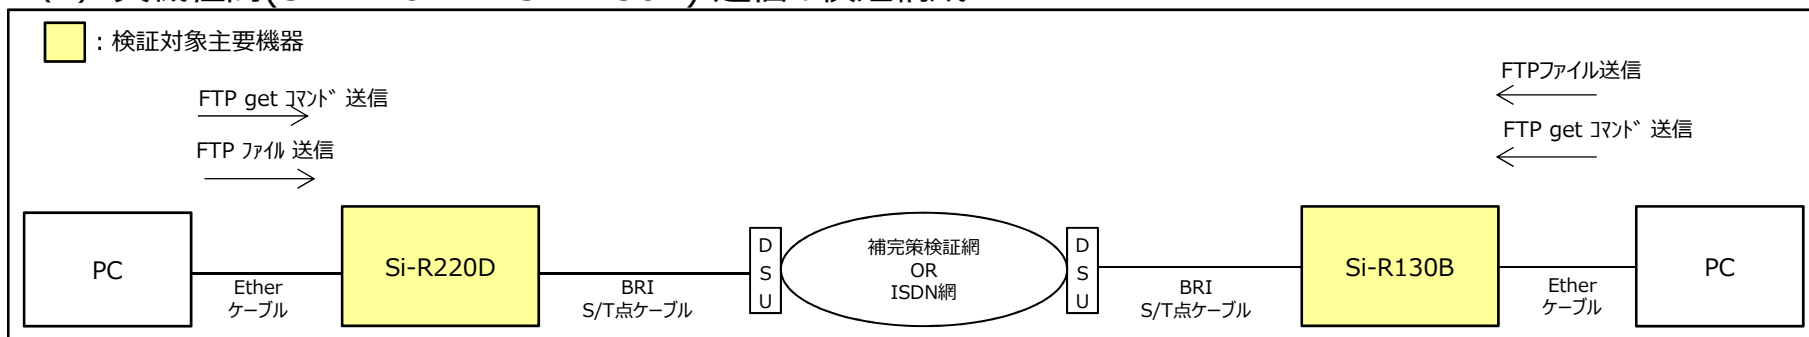 ：検証対象主要機器
FTP get ｺﾏﾝﾄﾞ 送信
FTP ﾌｧｲﾙ 送信
FTPファイル送信
FTP get ｺﾏﾝﾄﾞ 送信
PC
Ether
ケーブル
Si-R220D
BRI
S/T点ケーブル
DSU
補完策検証網
OR
ISDN網
DSU
BRI
S/T点ケーブル
Si-R130B
Ether
ケーブル
PC